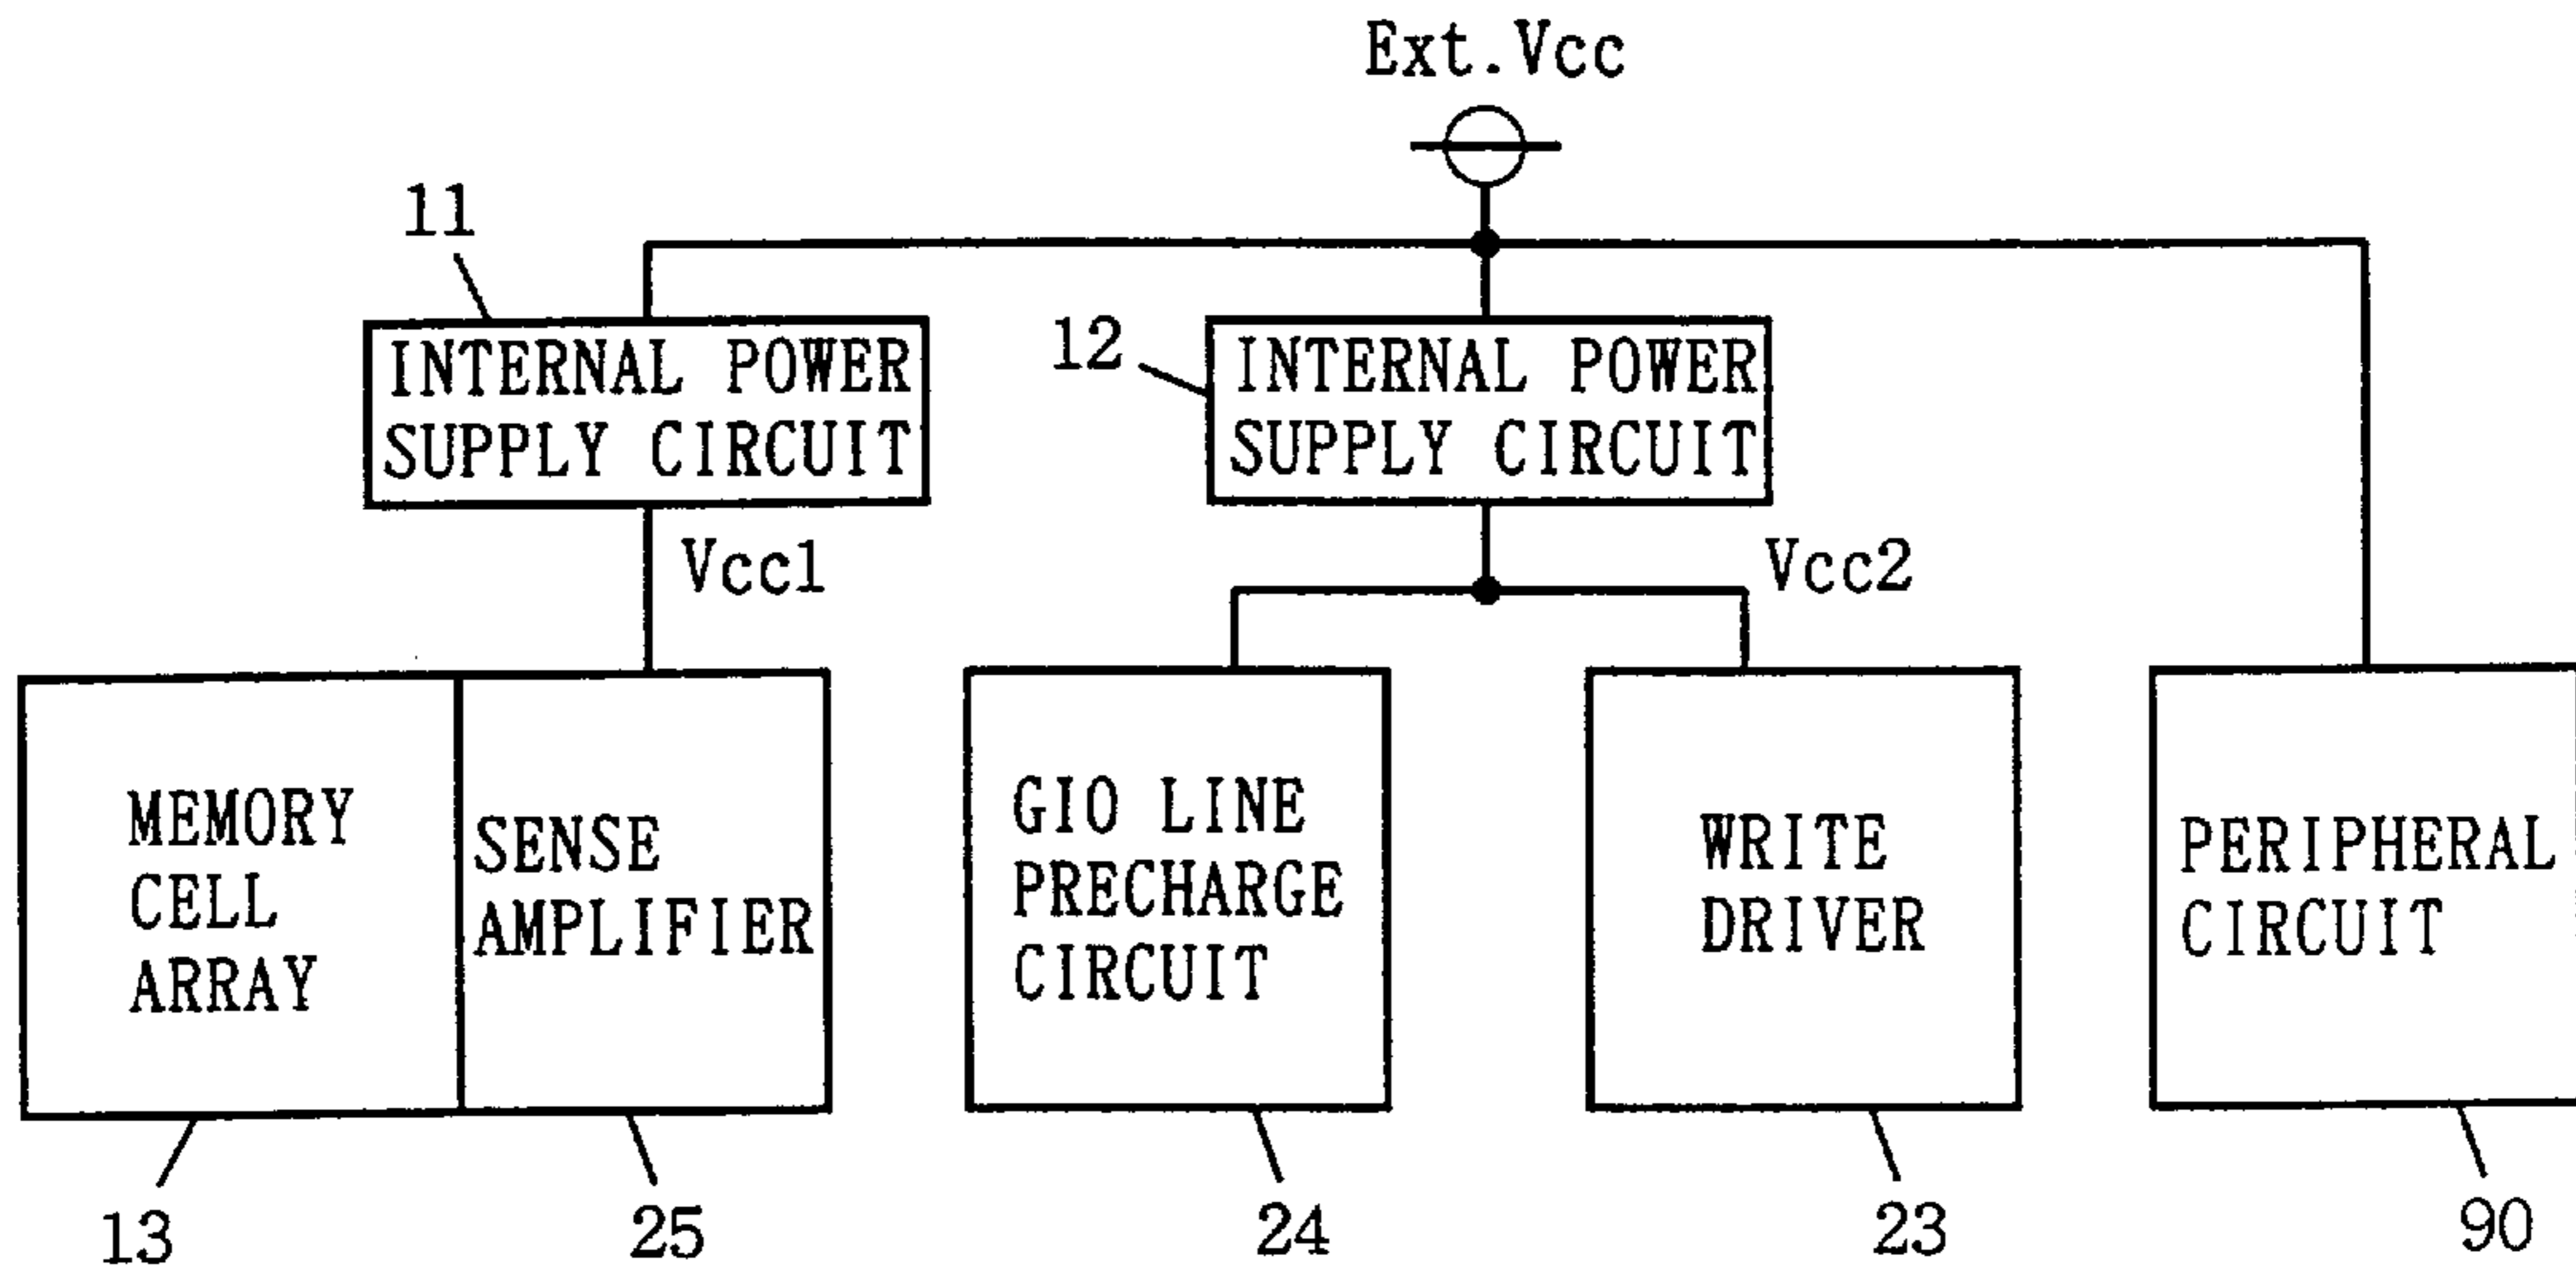 Ext.Vcc
11
INTERNAL POWER
SUPPLY CIRCUIT
12
INTERNAL POWER
SUPPLY CIRCUIT
Vcc1
Vcc2
MEMORY
CELL
ARRAY
SENSE
AMPLIFIER
GIO LINE
PRECHARGE
CIRCUIT
WRITE
DRIVER
PERIPHERAL
CIRCUIT
13
25
24
23
90